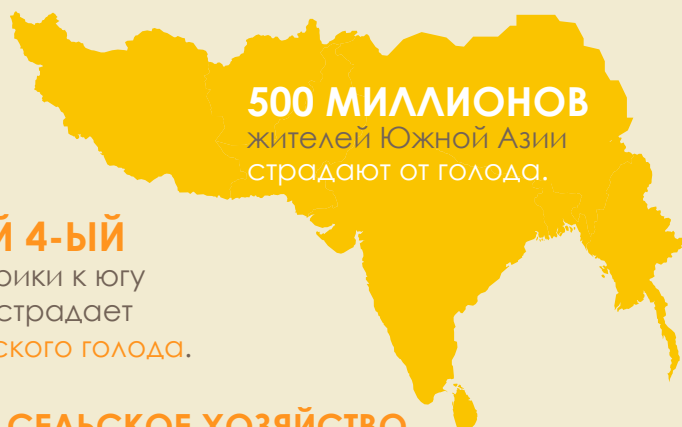 500 МИЛЛИОНОВ
жителей Южной Азии
страдают от голода.
4-ЫЙ
к югу
страдает
голода.
СЕЛЬСКОЕ ХОЗЯЙСТВО